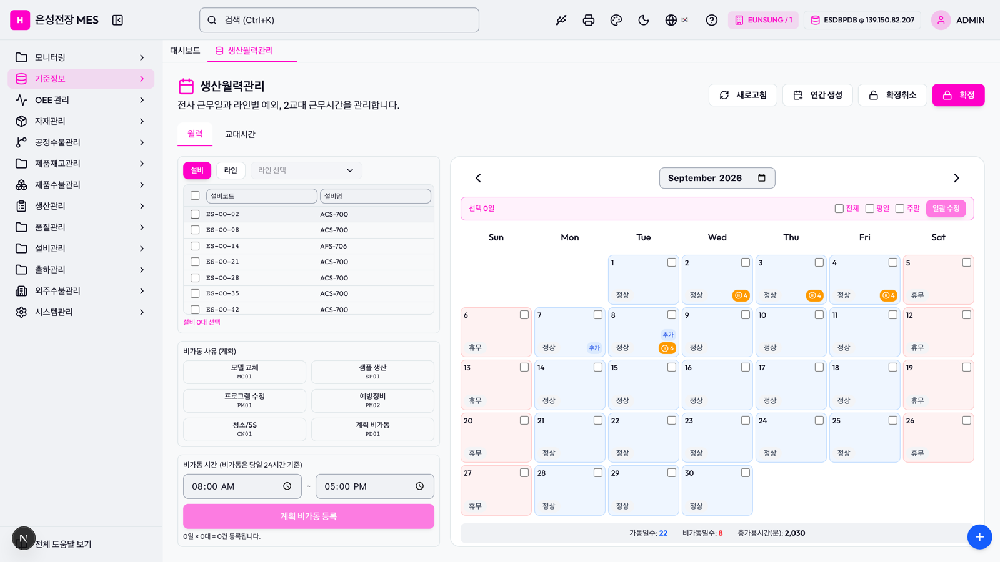 H 은성전장 MES
검색 (Ctrl+K)
EUNSUNG / 1
ESDBPDB @ 139.150.82.207
ADMIN
모니터링
기준정보
OEE 관리
자재관리
공정수불관리
제품재고관리
제품수불관리
생산관리
품질관리
설비관리
출하관리
외주수불관리
시스템관리
N 전체 도움말 보기
대시보드
생산월력관리
생산월력관리
전사 근무일과 라인별 예외, 2교대 근무시간을 관리합니다.
새로고침
연간 생성
확정취소
확정
월력
교대시간
설비
라인
라인 선택
설비코드 설비명
ES-CO-02 ACS-700
ES-CO-08 ACS-700
ES-CO-14 AFS-706
ES-CO-21 ACS-700
ES-CO-28 ACS-700
ES-CO-35 ACS-700
ES-CO-42 ACS-700
설비 0대 선택
비가동 사유 (계획)
모델 교체
MC01
샘플 생산
SP01
프로그램 수정
PM01
예방정비
PM02
청소/5S
CN01
계획 비가동
PD01
비가동 시간 (비가동은 당일 24시간 기준)
08:00 AM ~ 05:00 PM
계획 비가동 등록
0일 × 0대 = 0건 등록됩니다.
September 2026
선택 0일
전체 평일 주말 일괄 수정
Sun Mon Tue Wed Thu Fri Sat
1 2 3 4 5
정상 정상 4 정상 4 정상 4 휴무
6 7 8 9 10 11 12
추가
휴무 정상 추가 정상 6 정상 정상 정상 휴무
13 14 15 16 17 18 19
휴무 정상 정상 정상 정상 정상 휴무
20 21 22 23 24 25 26
휴무 정상 정상 정상 정상 정상 휴무
27 28 29 30
휴무 정상 정상 정상
가동일수: 22 비가동일수: 8 총가용시간(분): 2,030